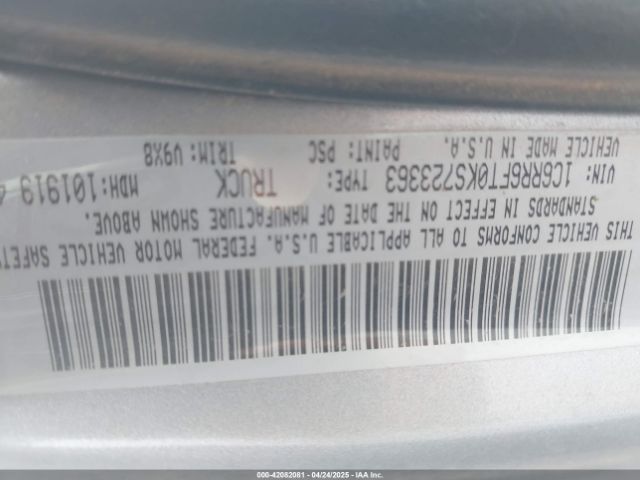 THIS VEHICLE CONFORMS TO ALL APPLICABLE U.S.A. FEDERAL MOTOR VEHICLE SAFETY
STANDARDS IN EFFECT ON THE DATE OF MANUFACTURE SHOWN ABOVE.
VIN: 1C6RR6FT0KS723363 TYPE: TRUCK MDH:101919
VEHICLE MADE IN U.S.A. PAINT: PSC TRIM: V9X8
000-42082081 - 04/24/2025 - IAAI.COM